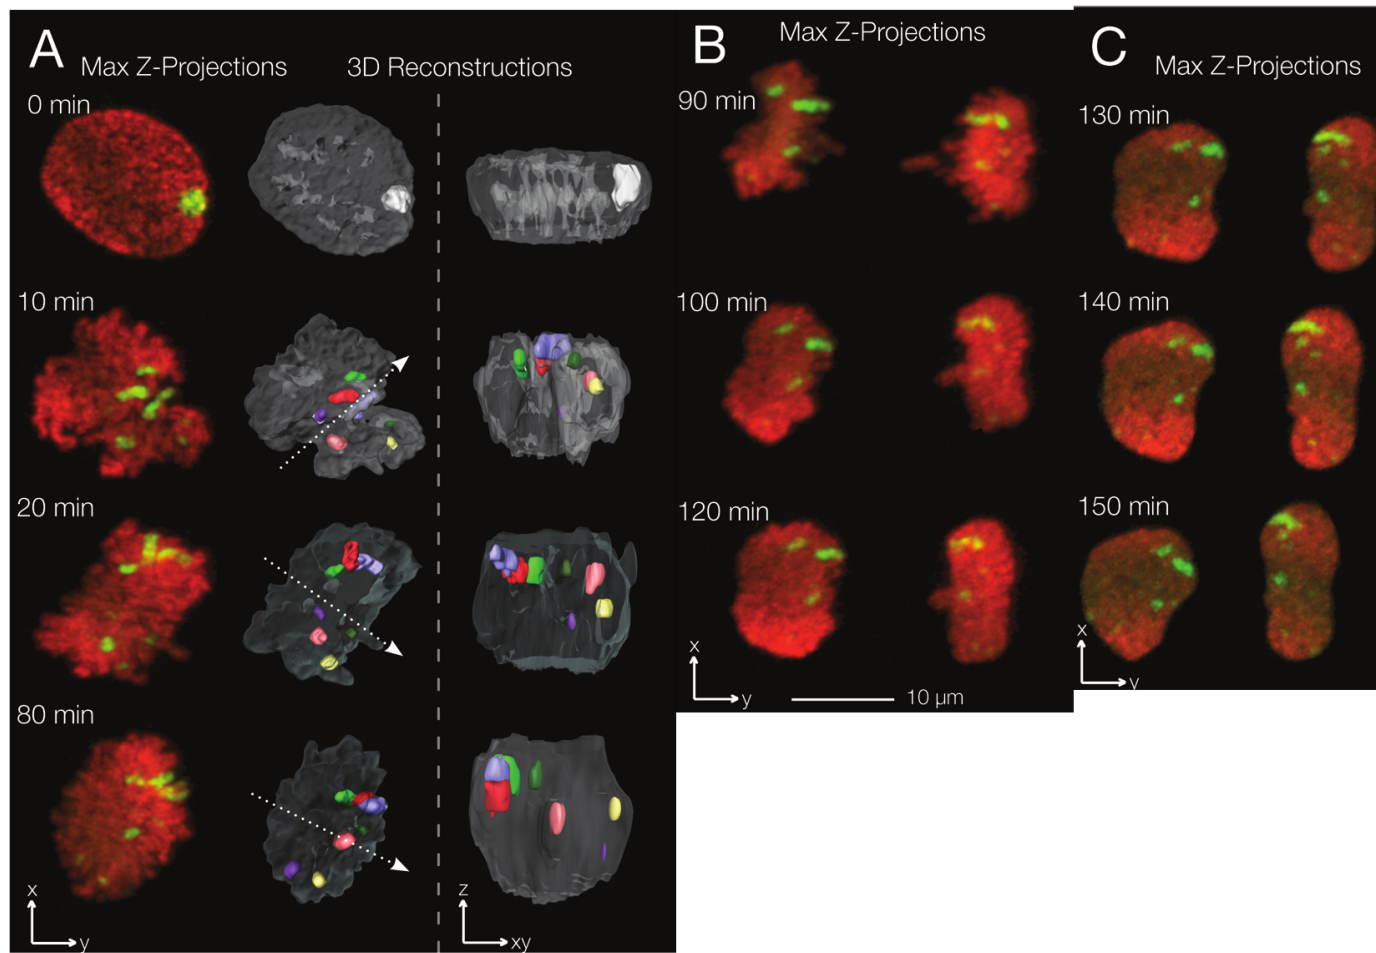 A
Max Z-Projections
3D Reconstructions
0 min
10 min
20 min
80 min
x
y
z
xy
B
Max Z-Projections
90 min
100 min
120 min
x
y
10 µm
C
Max Z-Projections
130 min
140 min
150 min
x
y